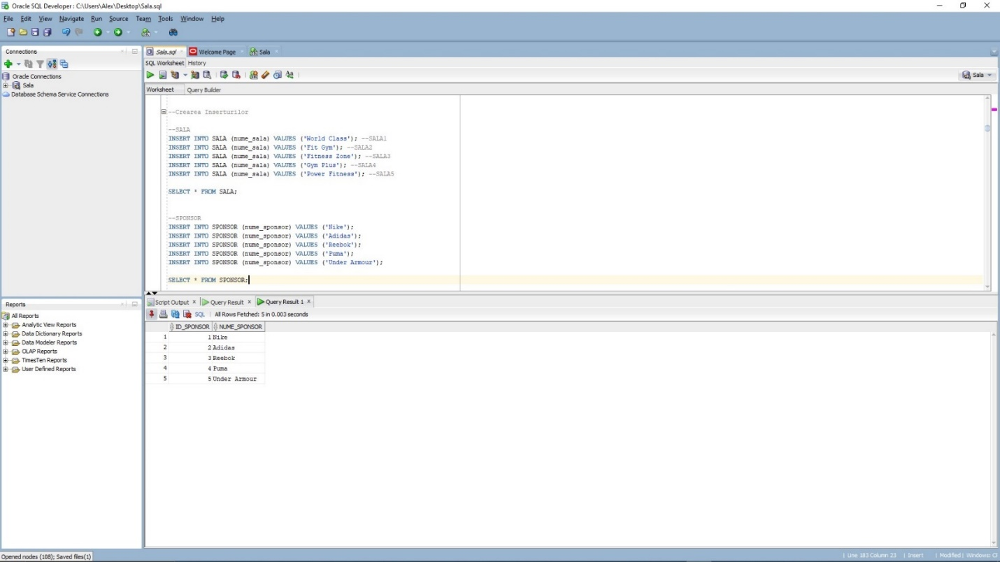 Oracle SQL Developer : C:\Users\Alex\Desktop\Sala.sql
File Edit View Navigate Run Source Team Tools Window Help
Connections
Oracle Connections
Sala
Database Schema Service Connections
Sala.sql Welcome Page Sala
SQL Worksheet History
Sala
Worksheet Query Builder
--Crearea Inserturilor
--SALA
INSERT INTO SALA (nume_sala) VALUES ('World Class'); --SALA1
INSERT INTO SALA (nume_sala) VALUES ('Fit Gym'); --SALA2
INSERT INTO SALA (nume_sala) VALUES ('Fitness Zone'); --SALA3
INSERT INTO SALA (nume_sala) VALUES ('Gym Plus'); --SALA4
INSERT INTO SALA (nume_sala) VALUES ('Power Fitness'); --SALA5
SELECT * FROM SALA;
--SPONSOR
INSERT INTO SPONSOR (nume_sponsor) VALUES ('Nike');
INSERT INTO SPONSOR (nume_sponsor) VALUES ('Adidas');
INSERT INTO SPONSOR (nume_sponsor) VALUES ('Reebok');
INSERT INTO SPONSOR (nume_sponsor) VALUES ('Puma');
INSERT INTO SPONSOR (nume_sponsor) VALUES ('Under Armour');
SELECT * FROM SPONSOR;
Reports
All Reports
Analytic View Reports
Data Dictionary Reports
Data Modeler Reports
OLAP Reports
TimesTen Reports
User Defined Reports
Script Output Query Result Query Result 1
SQL All Rows Fetched: 5 in 0.003 seconds
ID_SPONSOR NUME_SPONSOR
1 1 Nike
2 2 Adidas
3 3 Reebok
4 4 Puma
5 5 Under Armour
Opened nodes (108); Saved files(1)
Line 183 Column 23 Insert Modified Windows: Cl